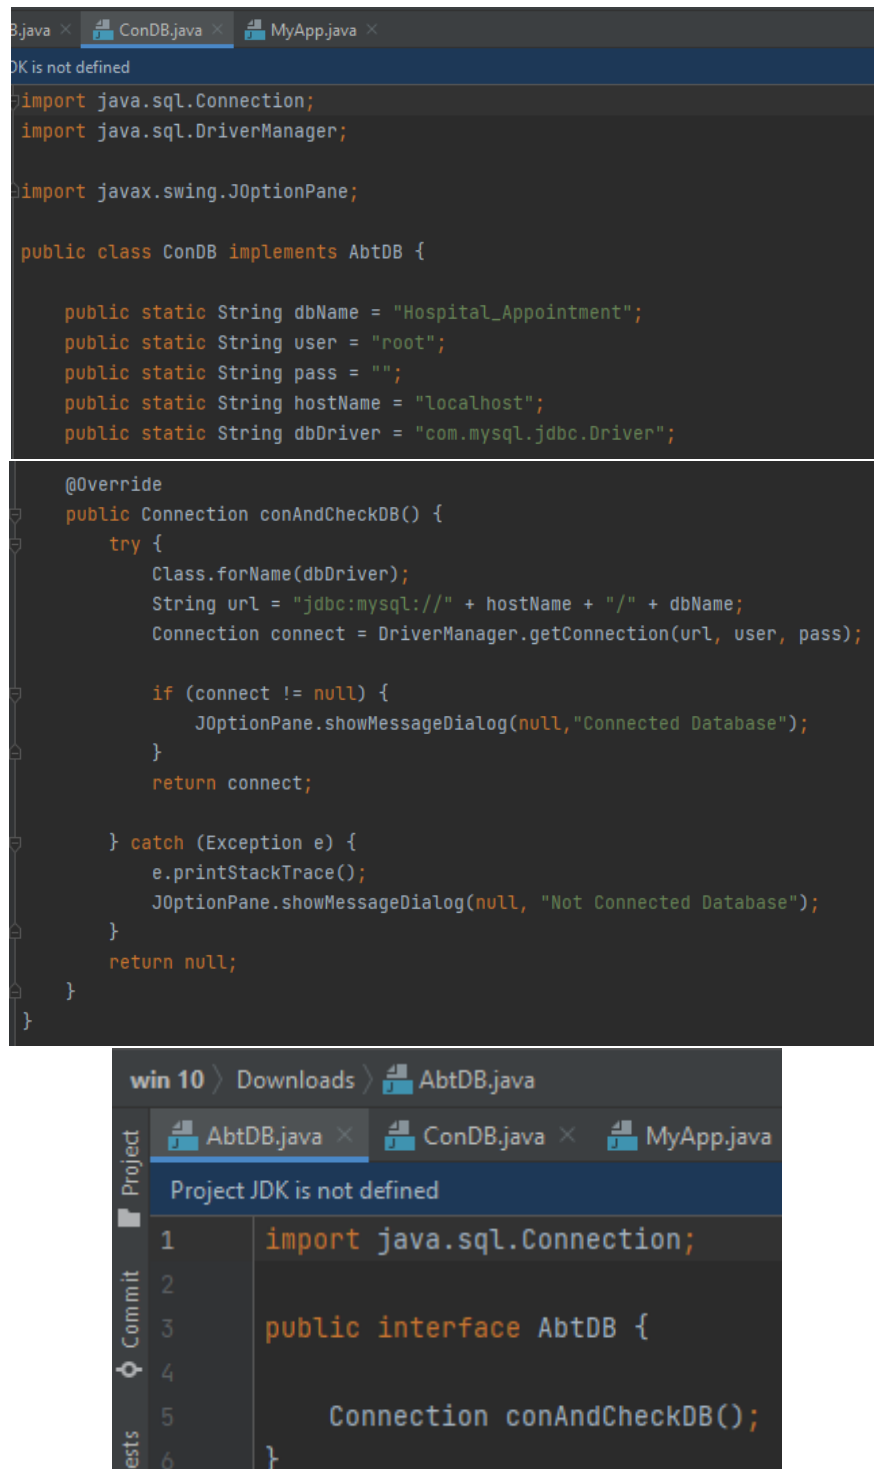 B.java × ConDB.java × MyApp.java ×
JDK is not defined
import java.sql.Connection;
import java.sql.DriverManager;
import javax.swing.JOptionPane;
public class ConDB implements AbtDB {
public static String dbName = "Hospital_Appointment";
public static String user = "root";
public static String pass = "";
public static String hostName = "localhost";
public static String dbDriver = "com.mysql.jdbc.Driver";
@Override
public Connection conAndCheckDB() {
try {
Class.forName(dbDriver);
String url = "jdbc:mysql://" + hostName + "/" + dbName;
Connection connect = DriverManager.getConnection(url, user, pass);
if (connect != null) {
JOptionPane.showMessageDialog(null,"Connected Database");
}
return connect;
} catch (Exception e) {
e.printStackTrace();
JOptionPane.showMessageDialog(null, "Not Connected Database");
}
return null;
}
}
win 10 〉 Downloads 〉 AbtDB.java
AbtDB.java × ConDB.java × MyApp.java
Project JDK is not defined
Project
Commit
ests
1 import java.sql.Connection;
2
3 public interface AbtDB {
4
5 Connection conAndCheckDB();
6 }